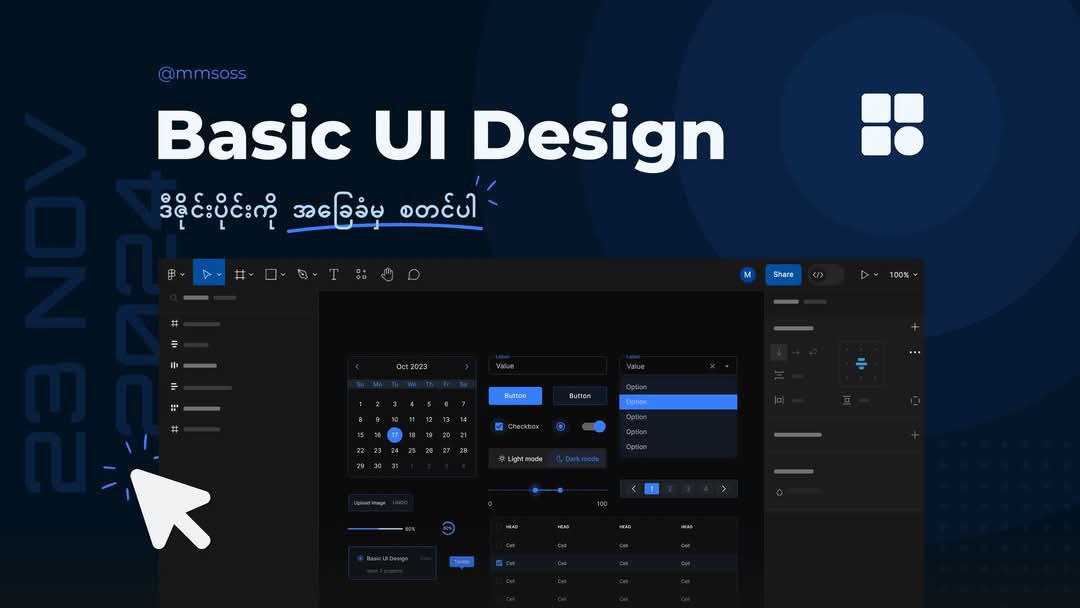 @mmsoss
Basic UI Design
ဒီဇိုင်းပိုင်းကို အခြေခံမှ စတင်ပါ
23 NOV
2024
M Share 100%
Oct 2023
Su Mo Tu We Th Fr Sa
1 2 3 4 5 6 7
8 9 10 11 12 13 14
15 16 17 18 19 20 21
22 23 24 25 26 27 28
29 30 31 1 2 3 4
Label
Value
Label
Value
Button Button
Checkbox
Light mode Dark mode
0 100
Option
Option
Option
Option
Option
1 2 3 4
Upload Image UNDO
60%
80%
Basic UI Design
HEAD HEAD HEAD HEAD
Cell Cell Cell Cell
Cell Cell Cell Cell
Cell Cell Cell Cell
Cell Cell Cell Cell